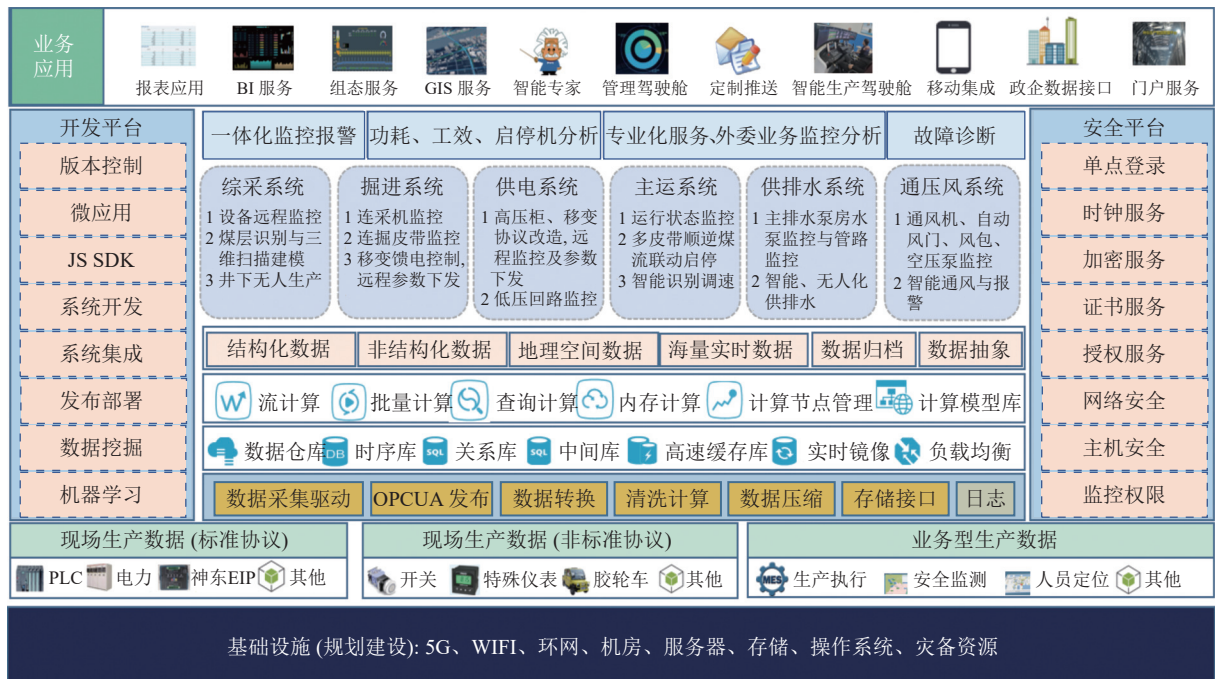 业务
应用
报表应用
BI 服务
组态服务
GIS 服务
智能专家
管理驾驶舱
定制推送
智能生产驾驶舱
移动集成
政企数据接口
门户服务
开发平台
版本控制
微应用
JS SDK
系统开发
系统集成
发布部署
数据挖掘
机器学习
一体化监控报警
功耗、工效、启停机分析
专业化服务、外委业务监控分析
故障诊断
综采系统
1 设备远程监控
2 煤层识别与三
维扫描建模
3 井下无人生产
掘进系统
1 连采机监控
2 连掘皮带监控
3 移变馈电控制,
远程参数下发
供电系统
1 高压柜、移变
协议改造, 远
程监控及参数
下发
2 低压回路监控
主运系统
1 运行状态监控
2 多皮带顺逆煤
流联动启停
3 智能识别调速
供排水系统
1 主排水泵房水
泵监控与管路
监控
2 智能、无人化
供排水
通压风系统
1 通风机、自动
风门、风包、
空压泵监控
2 智能通风与报
警
结构化数据
非结构化数据
地理空间数据
海量实时数据
数据归档
数据抽象
流计算
批量计算
查询计算
内存计算
计算节点管理
计算模型库
数据仓库
DB
时序库
SQL
关系库
SQL
中间库
高速缓存库
实时镜像
负载均衡
数据采集驱动
OPCUA 发布
数据转换
清洗计算
数据压缩
存储接口
日志
安全平台
单点登录
时钟服务
加密服务
证书服务
授权服务
网络安全
主机安全
监控权限
现场生产数据 (标准协议)
PLC
电力
神东EIP
其他
现场生产数据 (非标准协议)
开关
特殊仪表
胶轮车
其他
业务型生产数据
MES
生产执行
安全监测
人员定位
其他
基础设施 (规划建设): 5G、WIFI、环网、机房、服务器、存储、操作系统、灾备资源